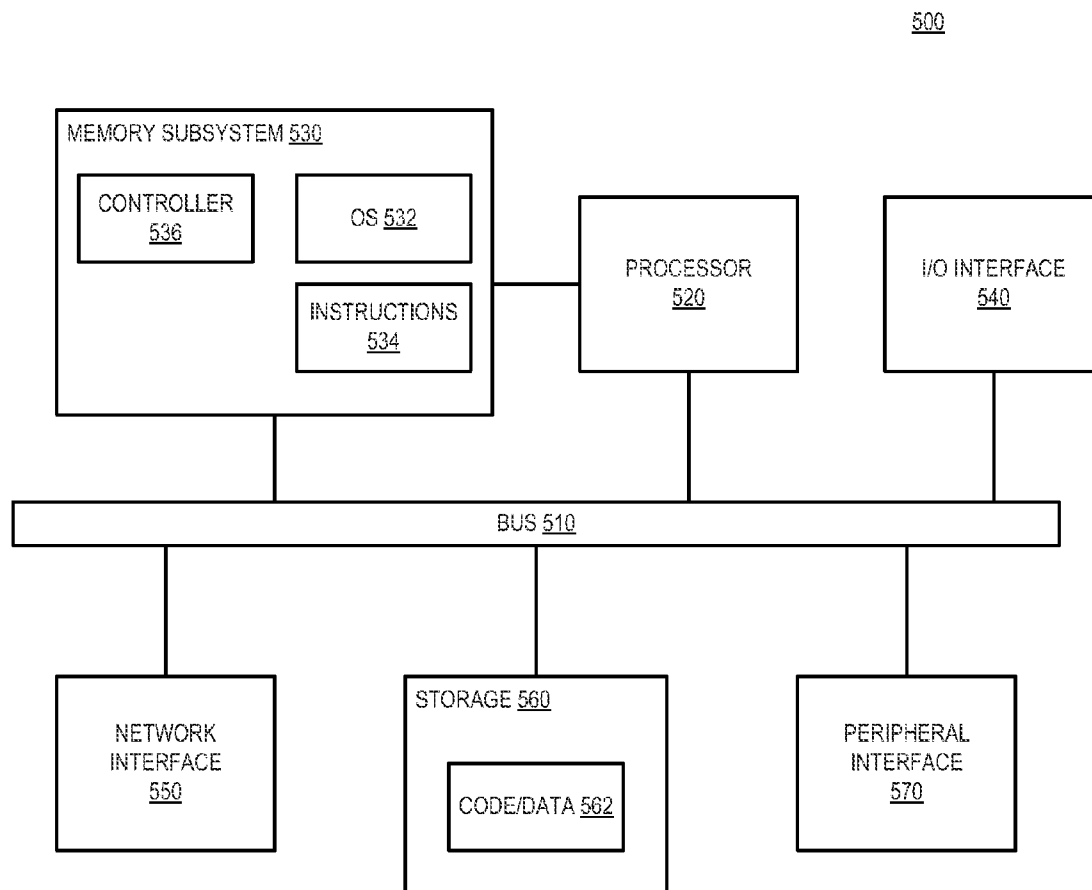 500
MEMORY SUBSYSTEM 530
CONTROLLER
536
OS 532
INSTRUCTIONS
534
PROCESSOR
520
I/O INTERFACE
540
BUS 510
NETWORK
INTERFACE
550
STORAGE 560
CODE/DATA 562
PERIPHERAL
INTERFACE
570